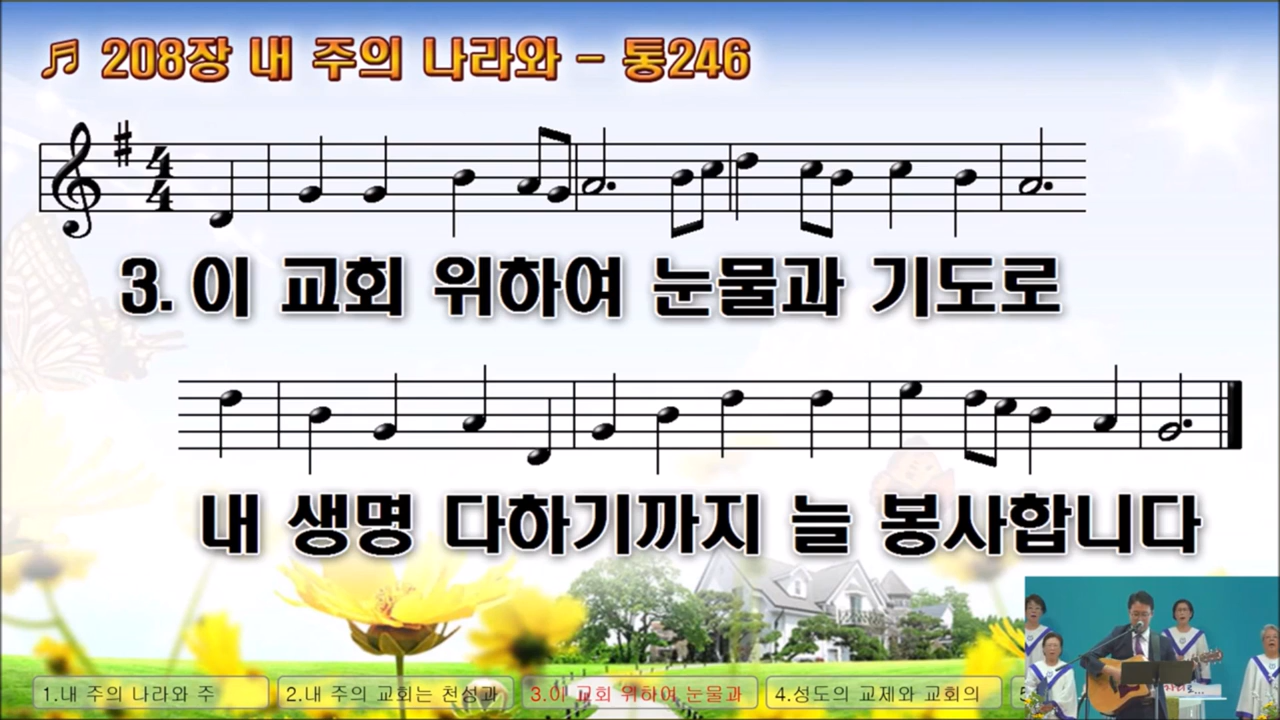 208장 내 주의 나라와 - 통246
3. 이 교회 위하여 눈물과 기도로
내 생명 다하기까지 늘 봉사합니다
1.내 주의 나라와 주
2.내 주의 교회는 천성과
3.이 교회 위하여 눈물과
4.성도의 교제와 교회의
5